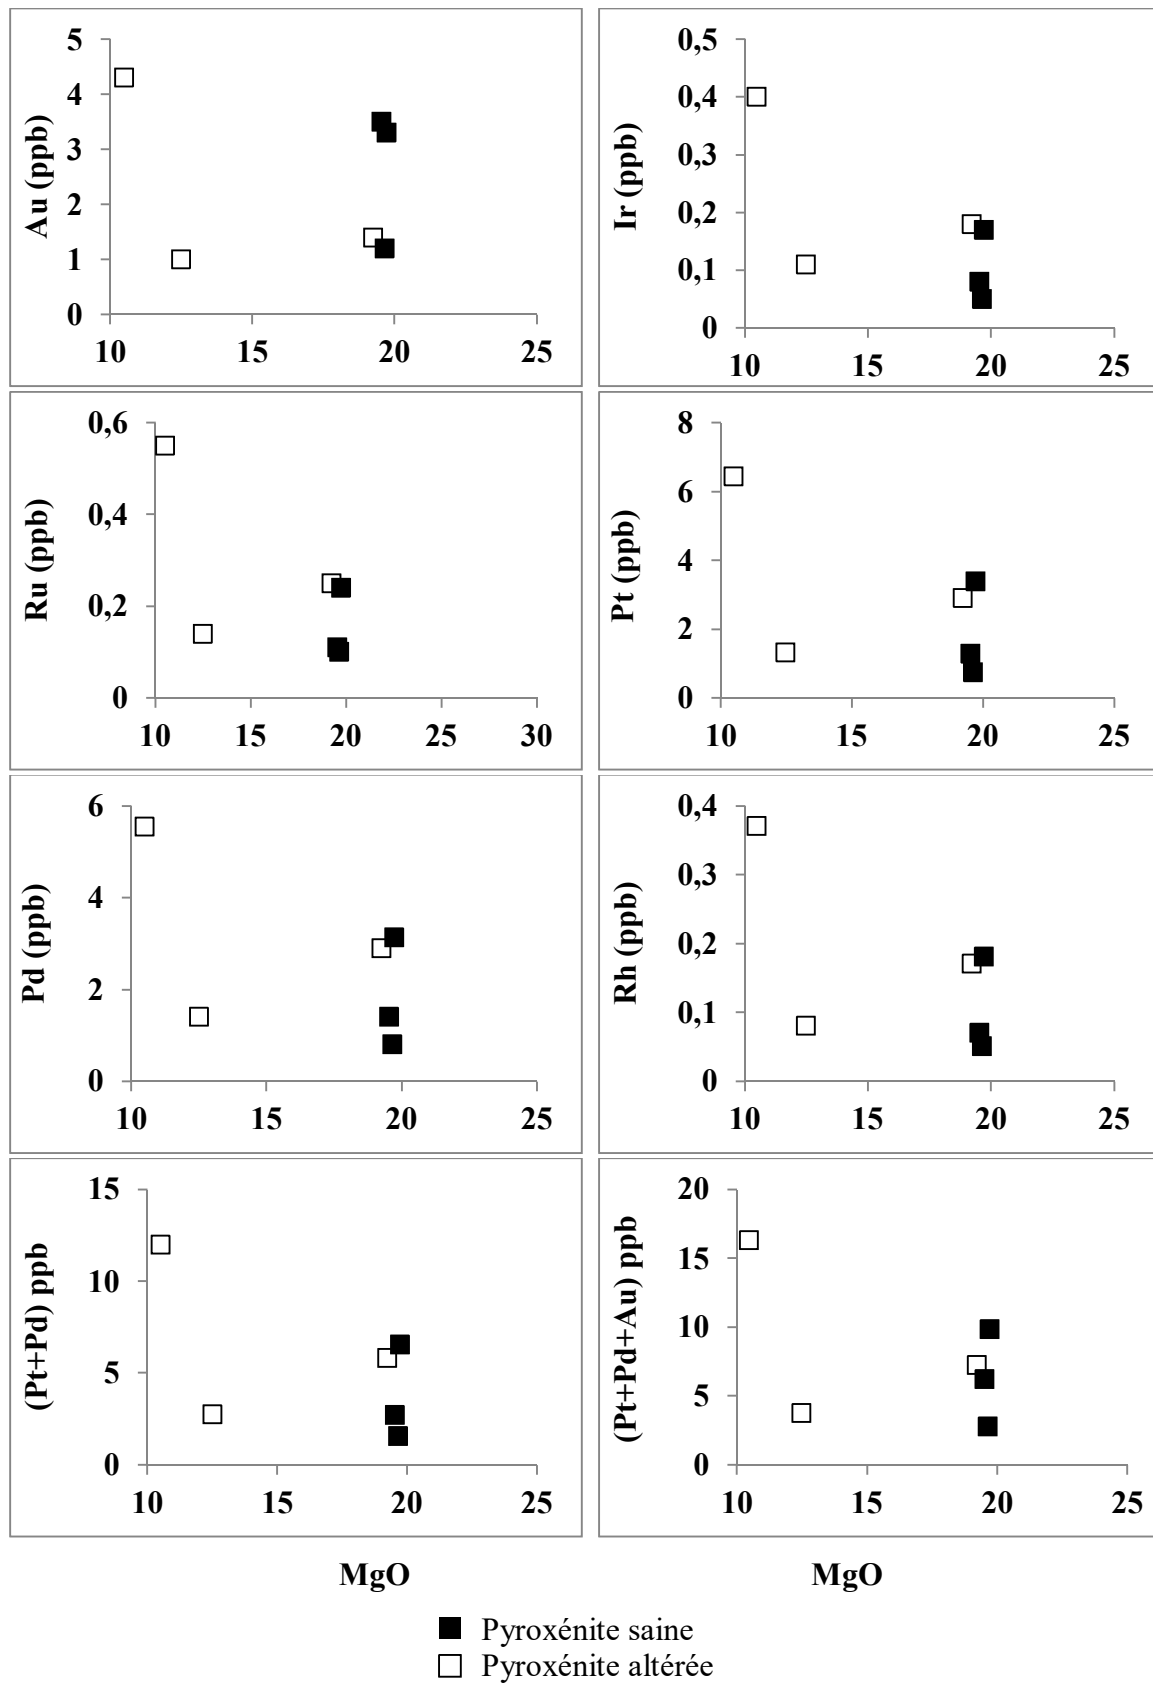 Au (ppb)
5
4
3
2
1
0
10 15 20 25
Ir (ppb)
0,5
0,4
0,3
0,2
0,1
0
10 15 20 25
Ru (ppb)
0,6
0,4
0,2
0
10 15 20 25 30
Pt (ppb)
8
6
4
2
0
10 15 20 25
Pd (ppb)
6
4
2
0
10 15 20 25
Rh (ppb)
0,4
0,3
0,2
0,1
0
10 15 20 25
(Pt+Pd) ppb
15
10
5
0
10 15 20 25
(Pt+Pd+Au) ppb
20
15
10
5
0
10 15 20 25
MgO MgO
Pyroxénite saine
Pyroxénite altérée